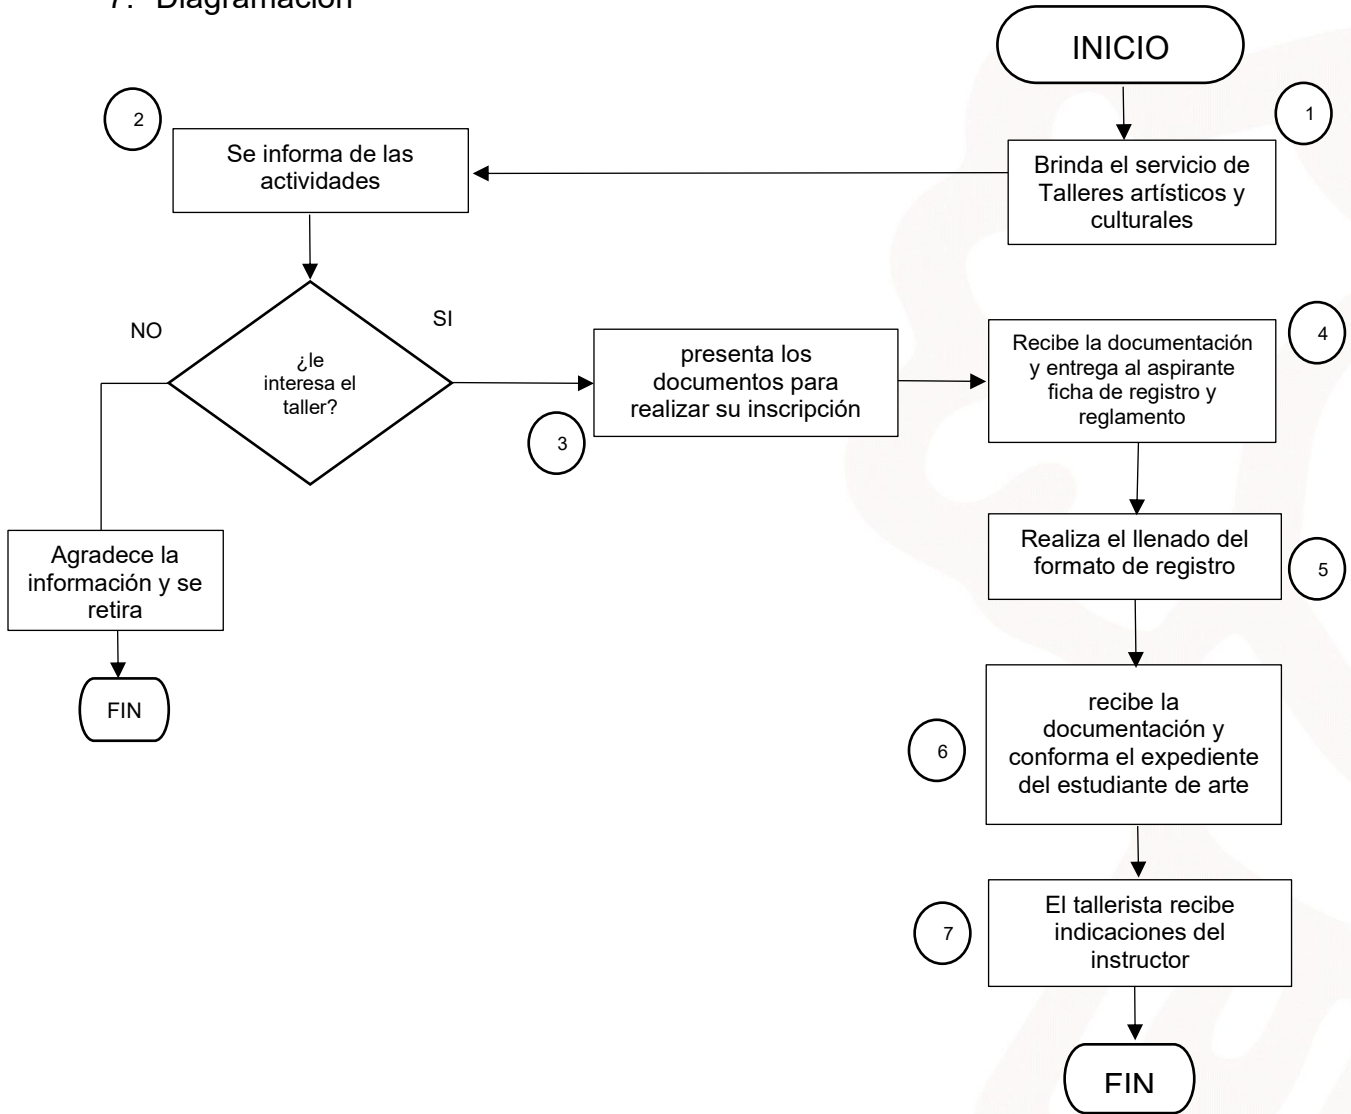 7. Diagramación
INICIO
1
Brinda el servicio de
Talleres artísticos y
culturales
2
Se informa de las
actividades
¿le
interesa el
taller?
NO
SI
Agradece la
información y se
retira
FIN
3
presenta los
documentos para
realizar su inscripción
4
Recibe la documentación
y entrega al aspirante
ficha de registro y
reglamento
Realiza el llenado del
formato de registro
5
6
recibe la
documentación y
conforma el expediente
del estudiante de arte
7
El tallerista recibe
indicaciones del
instructor
FIN